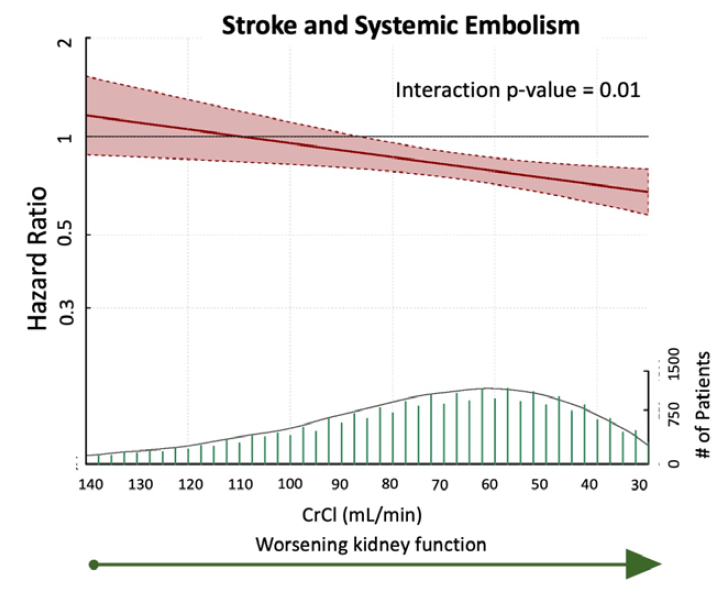 Stroke and Systemic Embolism
Interaction p-value = 0.01
Hazard Ratio
2
1
0.5
0.3
1500
750
0
# of Patients
140 130 120 110 100 90 80 70 60 50 40 30
CrCl (mL/min)
Worsening kidney function